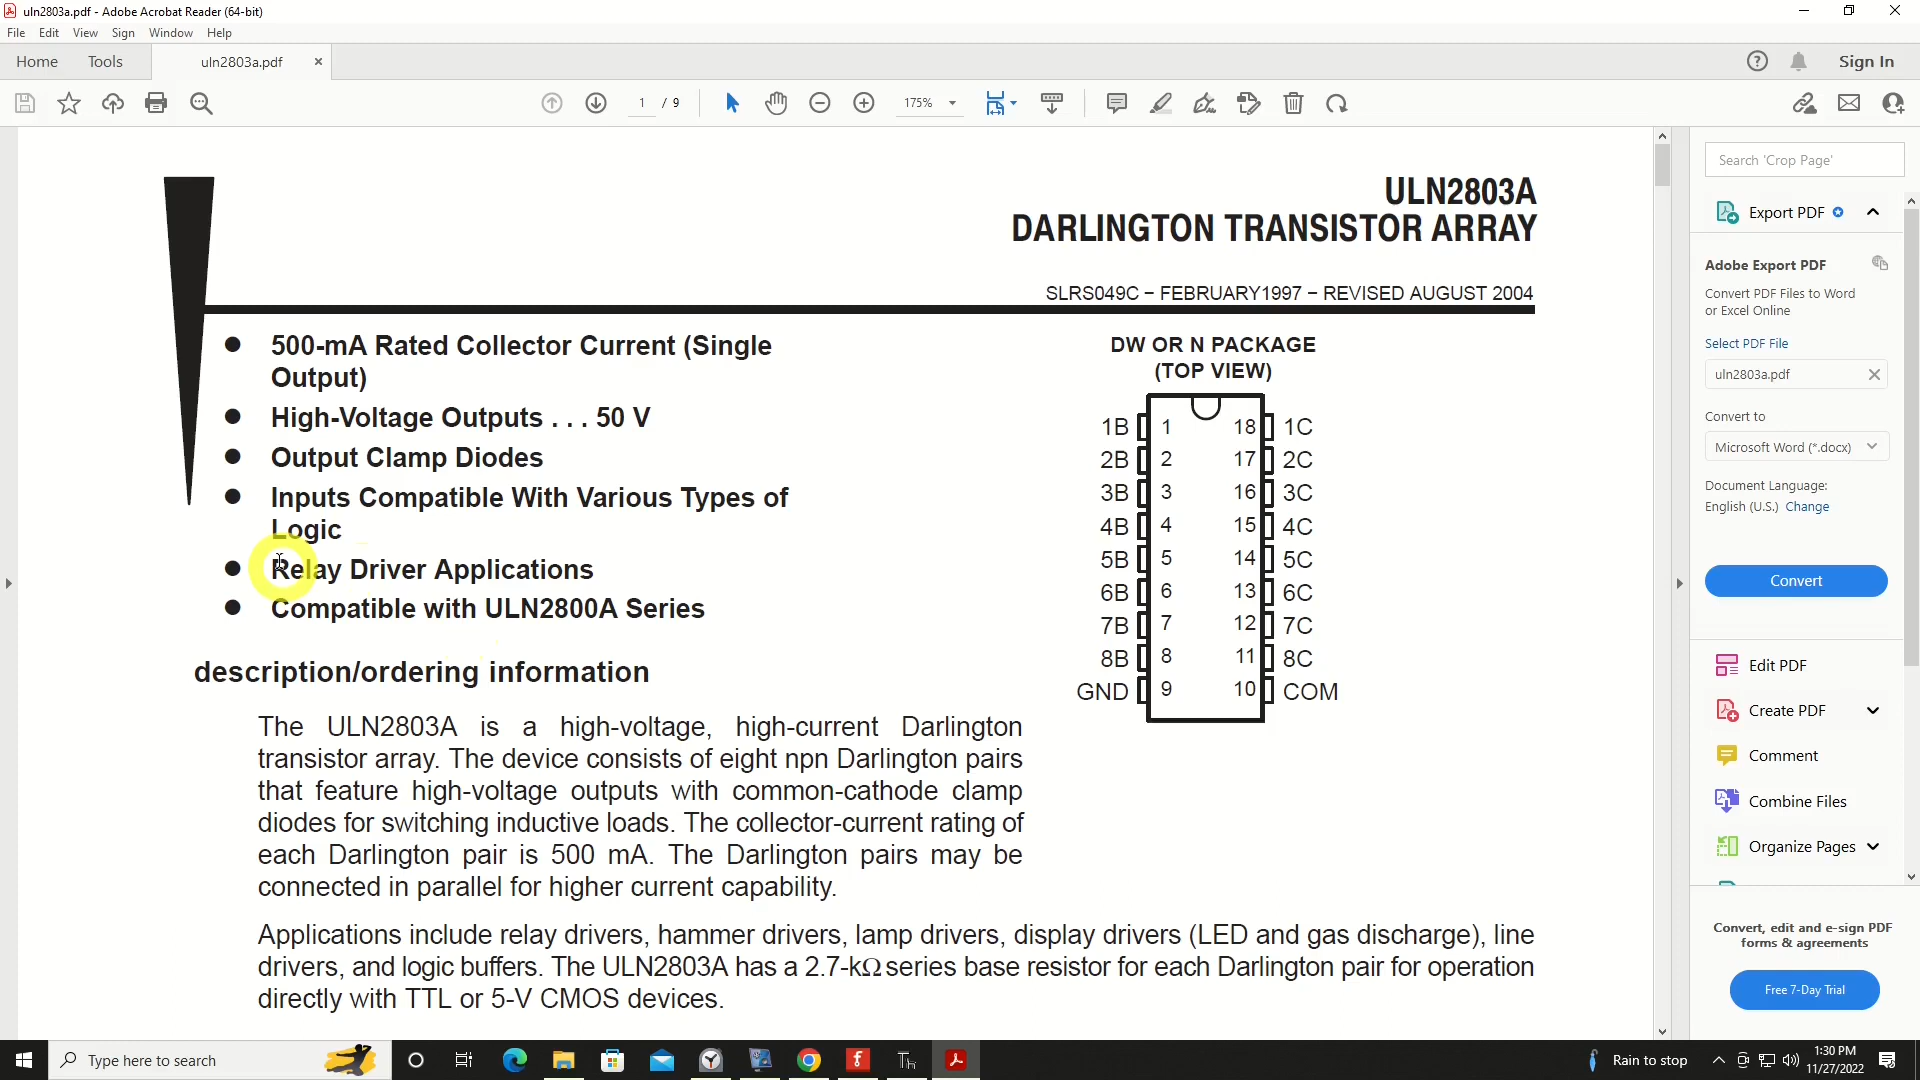 uln2803a.pdf - Adobe Acrobat Reader (64-bit)
File Edit View Sign Window Help
Home Tools uln2803a.pdf × Sign In
1 / 9 175%
Search 'Crop Page'
ULN2803A
DARLINGTON TRANSISTOR ARRAY
SLRS049C − FEBRUARY1997 − REVISED AUGUST 2004
● 500-mA Rated Collector Current (Single
Output)
● High-Voltage Outputs . . . 50 V
● Output Clamp Diodes
● Inputs Compatible With Various Types of
Logic
● Relay Driver Applications
● Compatible with ULN2800A Series
DW OR N PACKAGE
(TOP VIEW)
1B 1 18 1C
2B 2 17 2C
3B 3 16 3C
4B 4 15 4C
5B 5 14 5C
6B 6 13 6C
7B 7 12 7C
8B 8 11 8C
GND 9 10 COM
description/ordering information
The ULN2803A is a high-voltage, high-current Darlington
transistor array. The device consists of eight npn Darlington pairs
that feature high-voltage outputs with common-cathode clamp
diodes for switching inductive loads. The collector-current rating of
each Darlington pair is 500 mA. The Darlington pairs may be
connected in parallel for higher current capability.
Applications include relay drivers, hammer drivers, lamp drivers, display drivers (LED and gas discharge), line
drivers, and logic buffers. The ULN2803A has a 2.7-kΩ series base resistor for each Darlington pair for operation
directly with TTL or 5-V CMOS devices.
Export PDF
Adobe Export PDF
Convert PDF Files to Word
or Excel Online
Select PDF File
uln2803a.pdf
Convert to
Microsoft Word (*.docx)
Document Language:
English (U.S.) Change
Convert
Edit PDF
Create PDF
Comment
Combine Files
Organize Pages
Convert, edit and e-sign PDF
forms & agreements
Free 7-Day Trial
Type here to search
Rain to stop
1:30 PM
11/27/2022